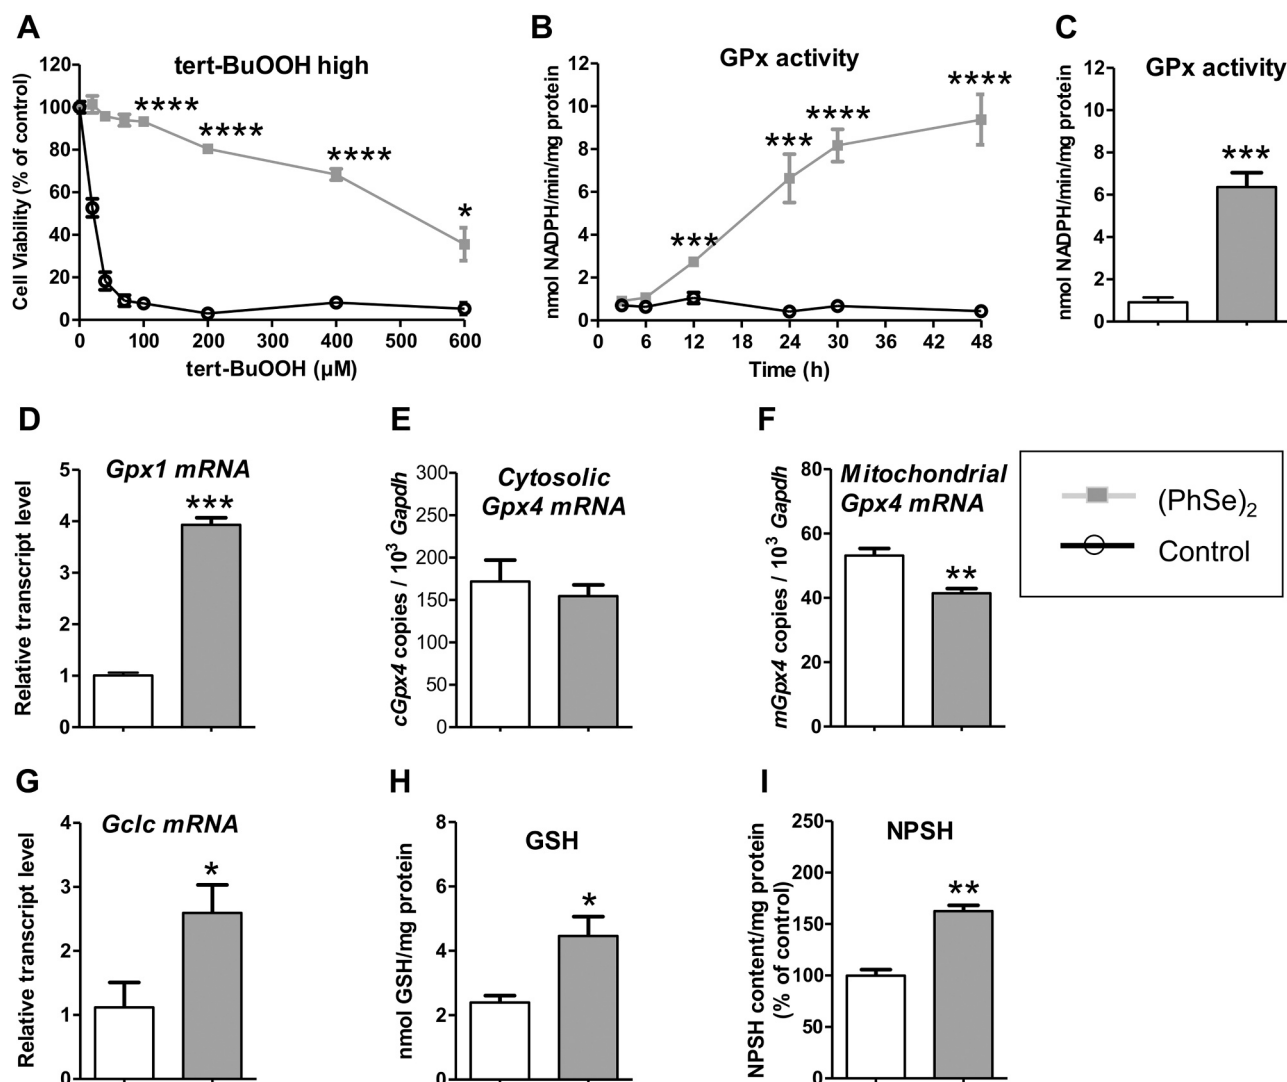 A
tert-BuOOH high
Cell Viability (% of control)
120
100
80
60
40
20
0
****
****
****
*
0 100 200 300 400 500 600
tert-BuOOH (µM)
B
GPx activity
nmol NADPH/min/mg protein
12
10
8
6
4
2
0
***
***
****
****
0 6 12 18 24 30 36 42 48
Time (h)
C
GPx activity
nmol NADPH/min/mg protein
12
10
8
6
4
2
0
***
D
Gpx1 mRNA
Relative transcript level
5
4
3
2
1
0
***
E
Cytosolic
Gpx4 mRNA
cGpx4 copies / 10³ Gapdh
300
250
200
150
100
50
0
F
Mitochondrial
Gpx4 mRNA
mGpx4 copies / 10³ Gapdh
80
60
40
20
0
**
(PhSe)₂
Control
G
Gclc mRNA
Relative transcript level
4
3
2
1
0
*
H
GSH
nmol GSH/mg protein
8
6
4
2
0
*
I
NPSH
NPSH content/mg protein
(% of control)
250
200
150
100
50
0
**